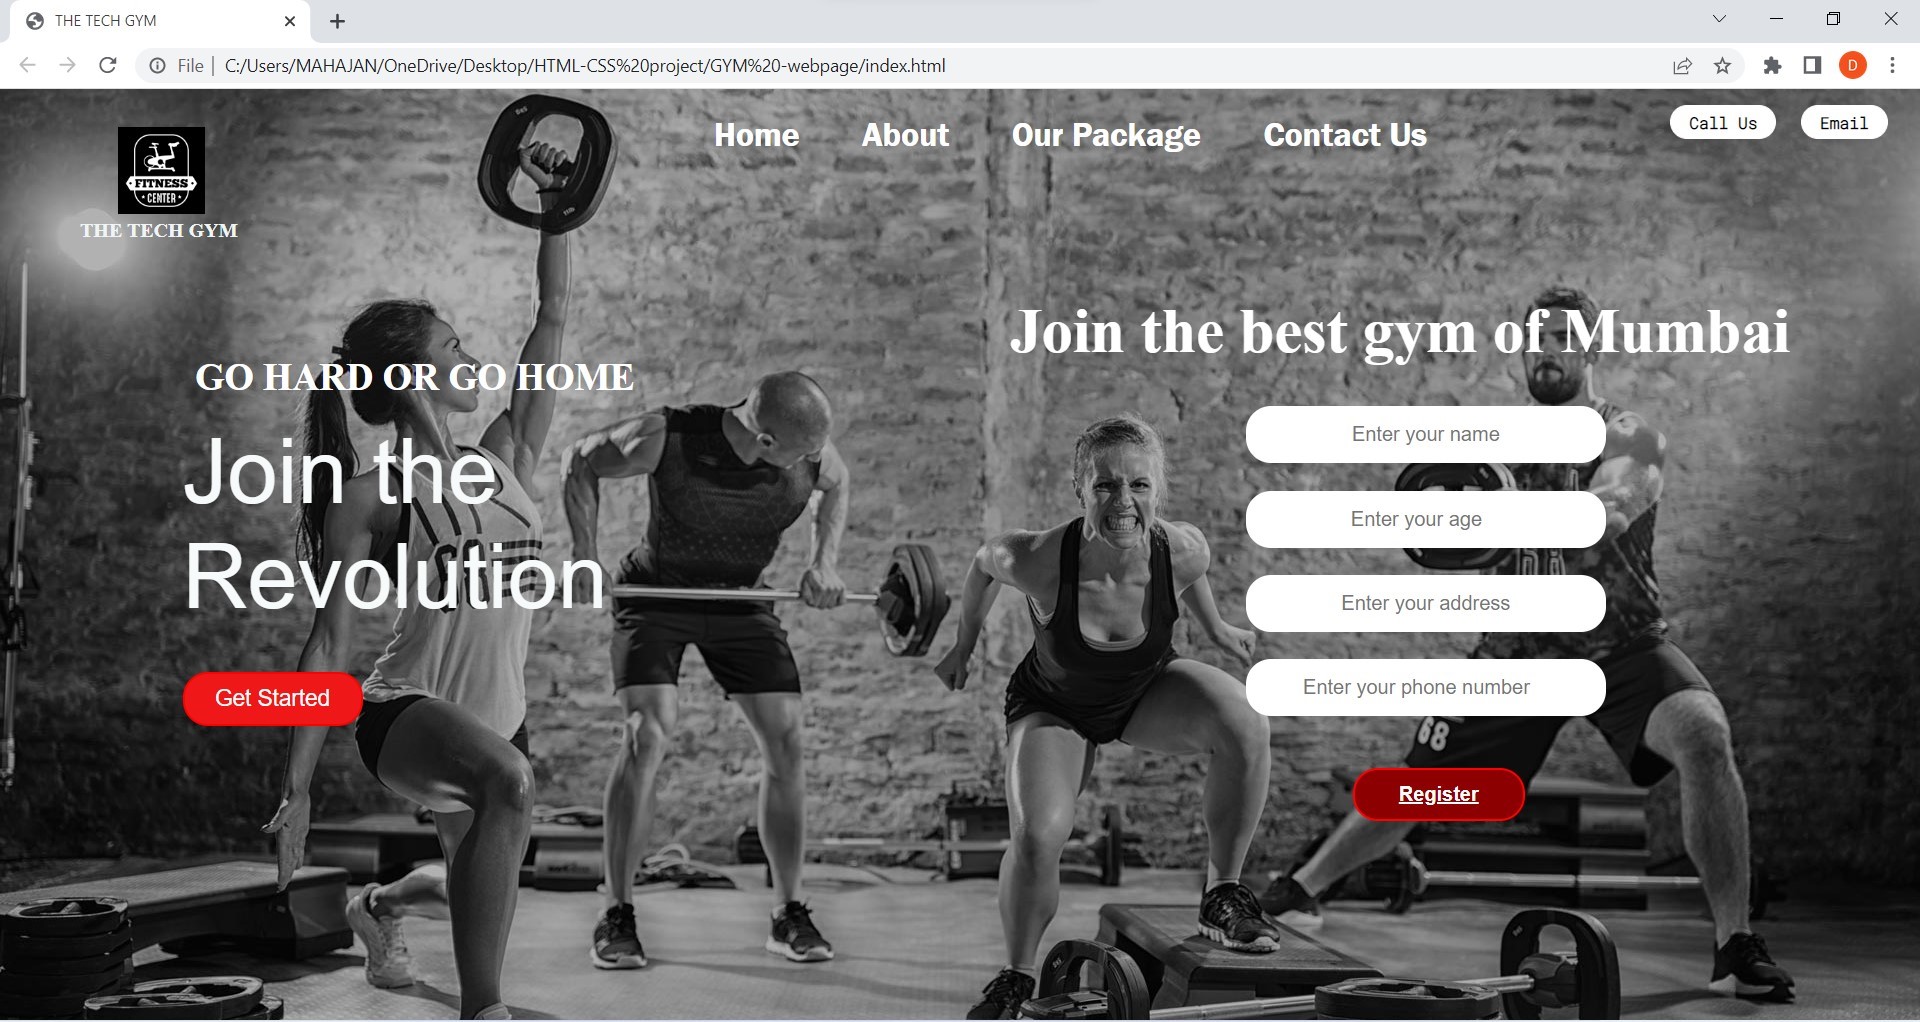 THE TECH GYM
File
C:/Users/MAHAJAN/OneDrive/Desktop/HTML-CSS%20project/GYM%20-webpage/index.html
D
FITNESS
CENTER
THE TECH GYM
Home
About
Our Package
Contact Us
Call Us
Email
GO HARD OR GO HOME
Join the
Revolution
Get Started
Join the best gym of Mumbai
Enter your name
Enter your age
Enter your address
Enter your phone number
Register
68